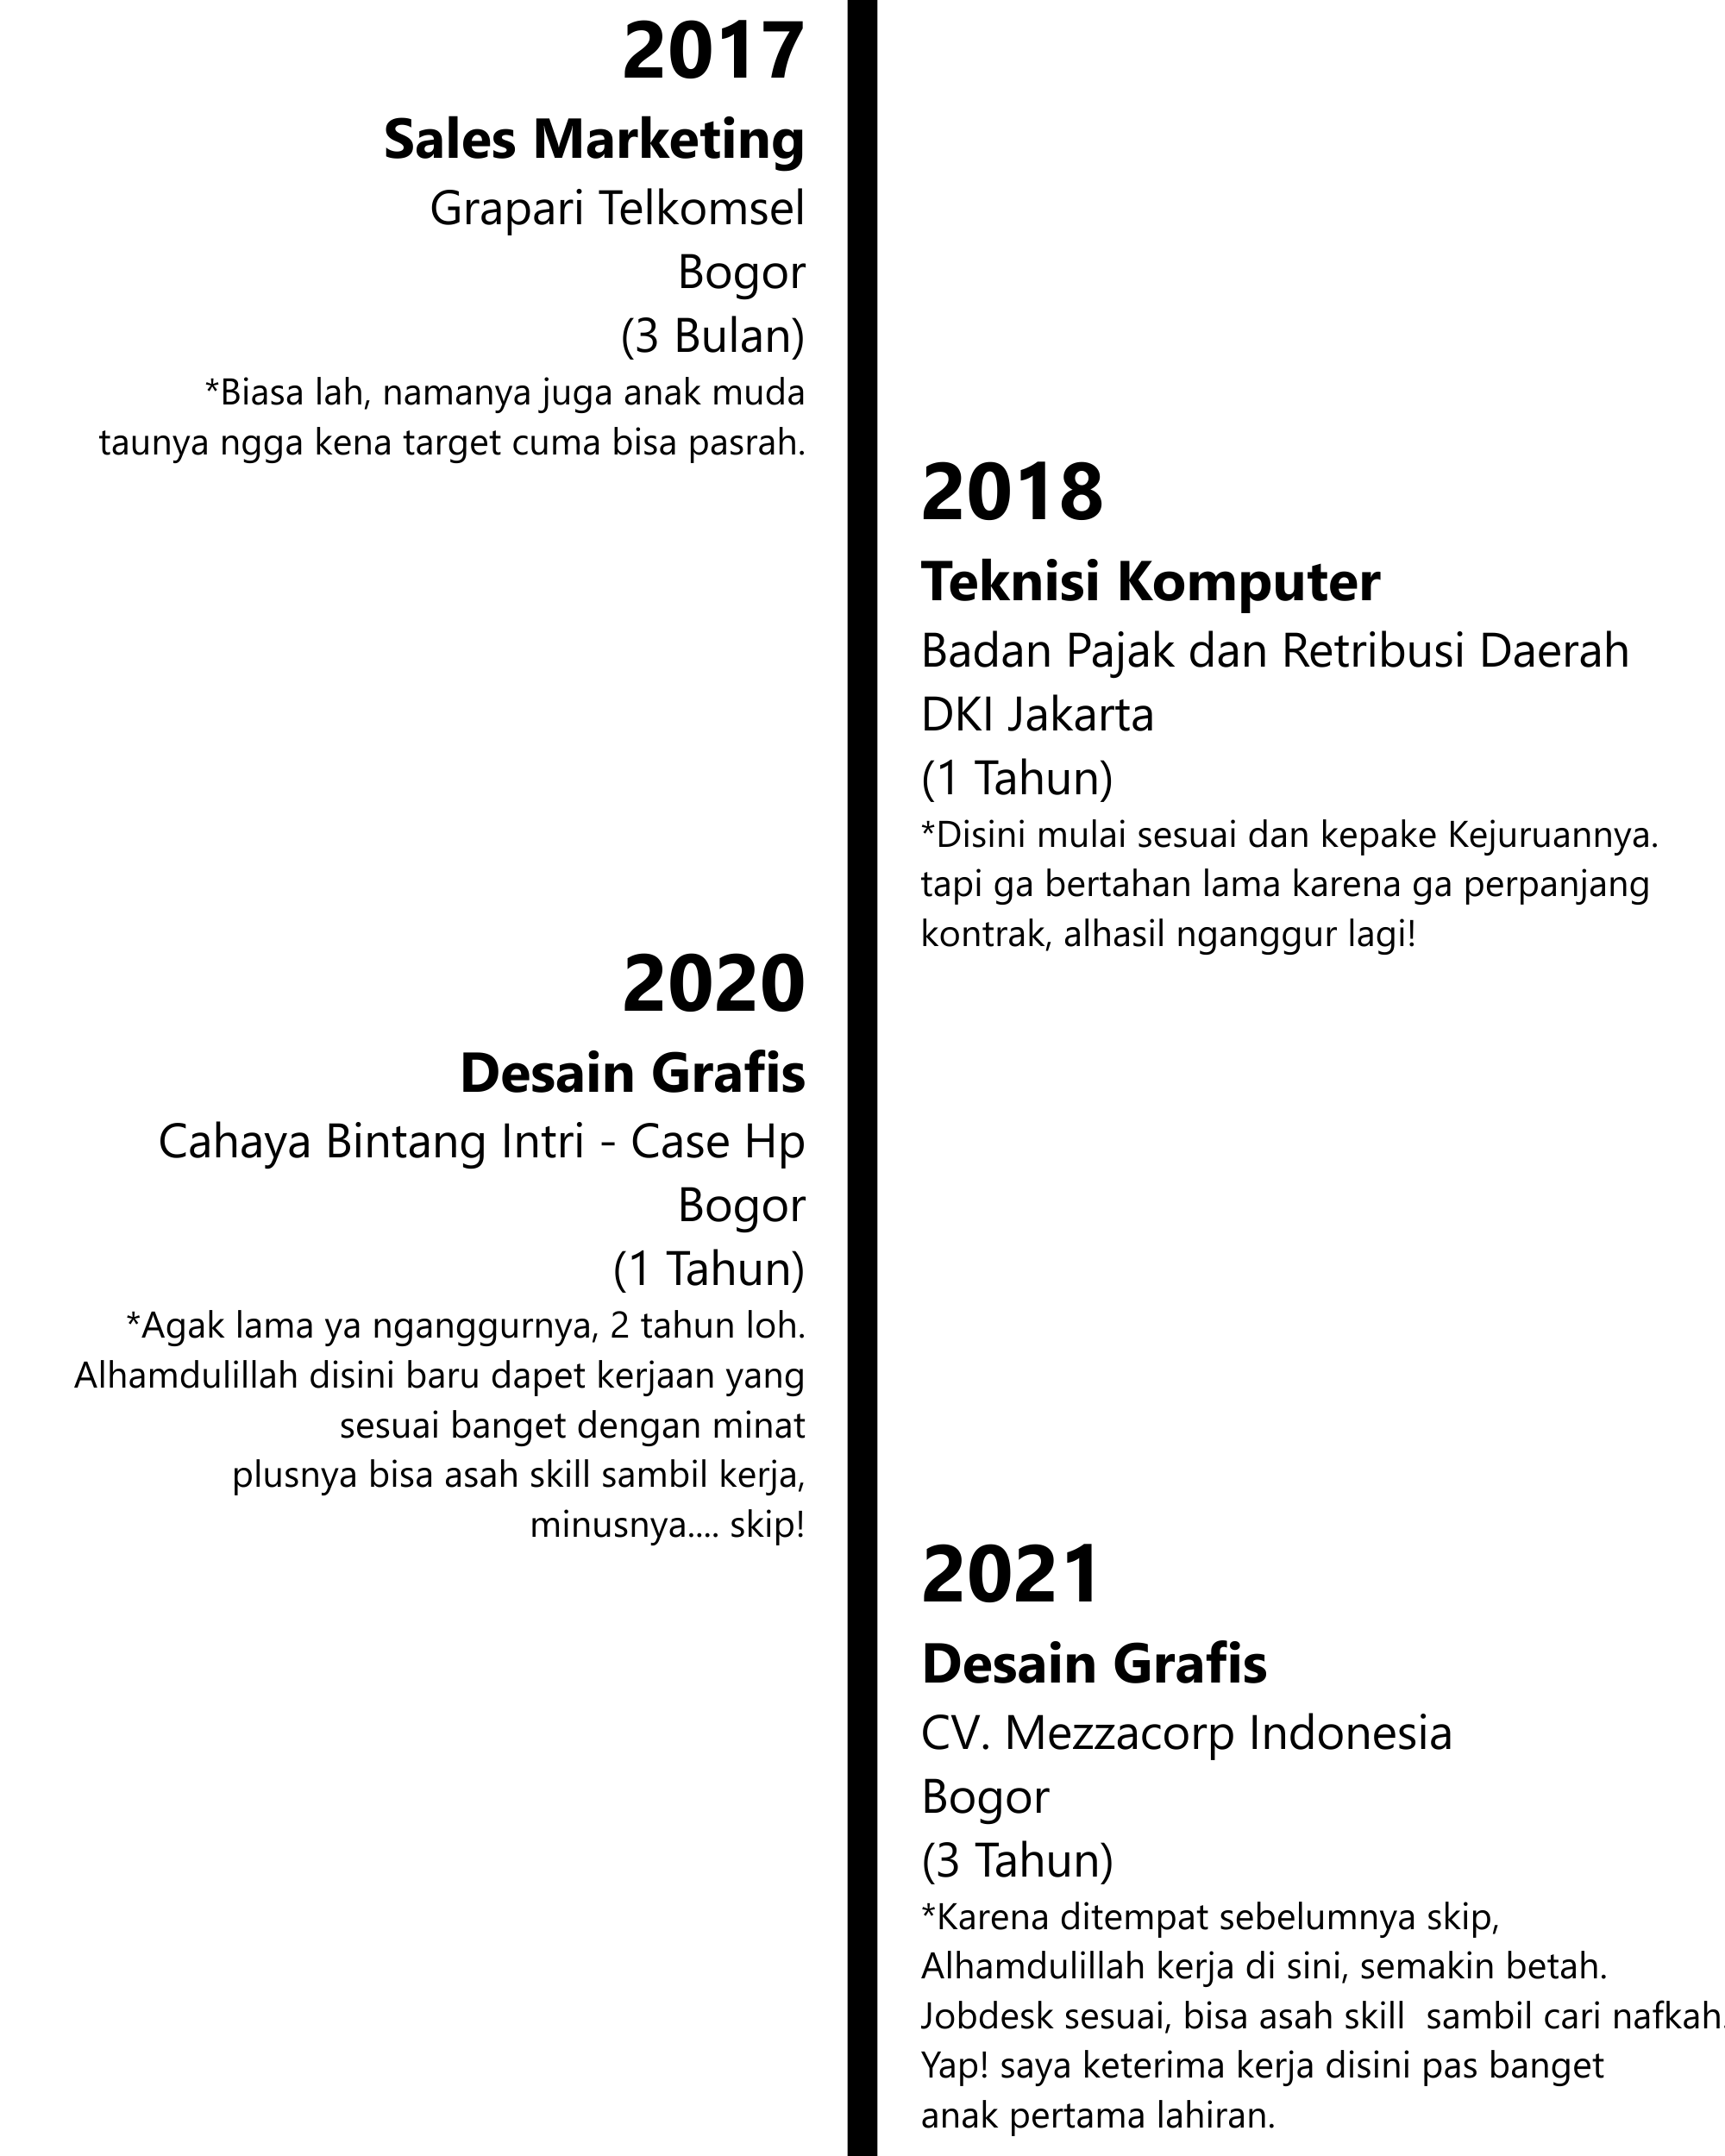 2017
Sales Marketing
Grapari Telkomsel
Bogor
(3 Bulan)
*Biasa lah, namanya juga anak muda
taunya ngga kena target cuma bisa pasrah.
2018
Teknisi Komputer
Badan Pajak dan Retribusi Daerah
DKI Jakarta
(1 Tahun)
*Disini mulai sesuai dan kepake Kejuruannya.
tapi ga bertahan lama karena ga perpanjang
kontrak, alhasil nganggur lagi!
2020
Desain Grafis
Cahaya Bintang Intri - Case Hp
Bogor
(1 Tahun)
*Agak lama ya nganggurnya, 2 tahun loh.
Alhamdulillah disini baru dapet kerjaan yang
sesuai banget dengan minat
plusnya bisa asah skill sambil kerja,
minusnya.... skip!
2021
Desain Grafis
CV. Mezzacorp Indonesia
Bogor
(3 Tahun)
*Karena ditempat sebelumnya skip,
Alhamdulillah kerja di sini, semakin betah.
Jobdesk sesuai, bisa asah skill  sambil cari nafkah.
Yap! saya keterima kerja disini pas banget
anak pertama lahiran.